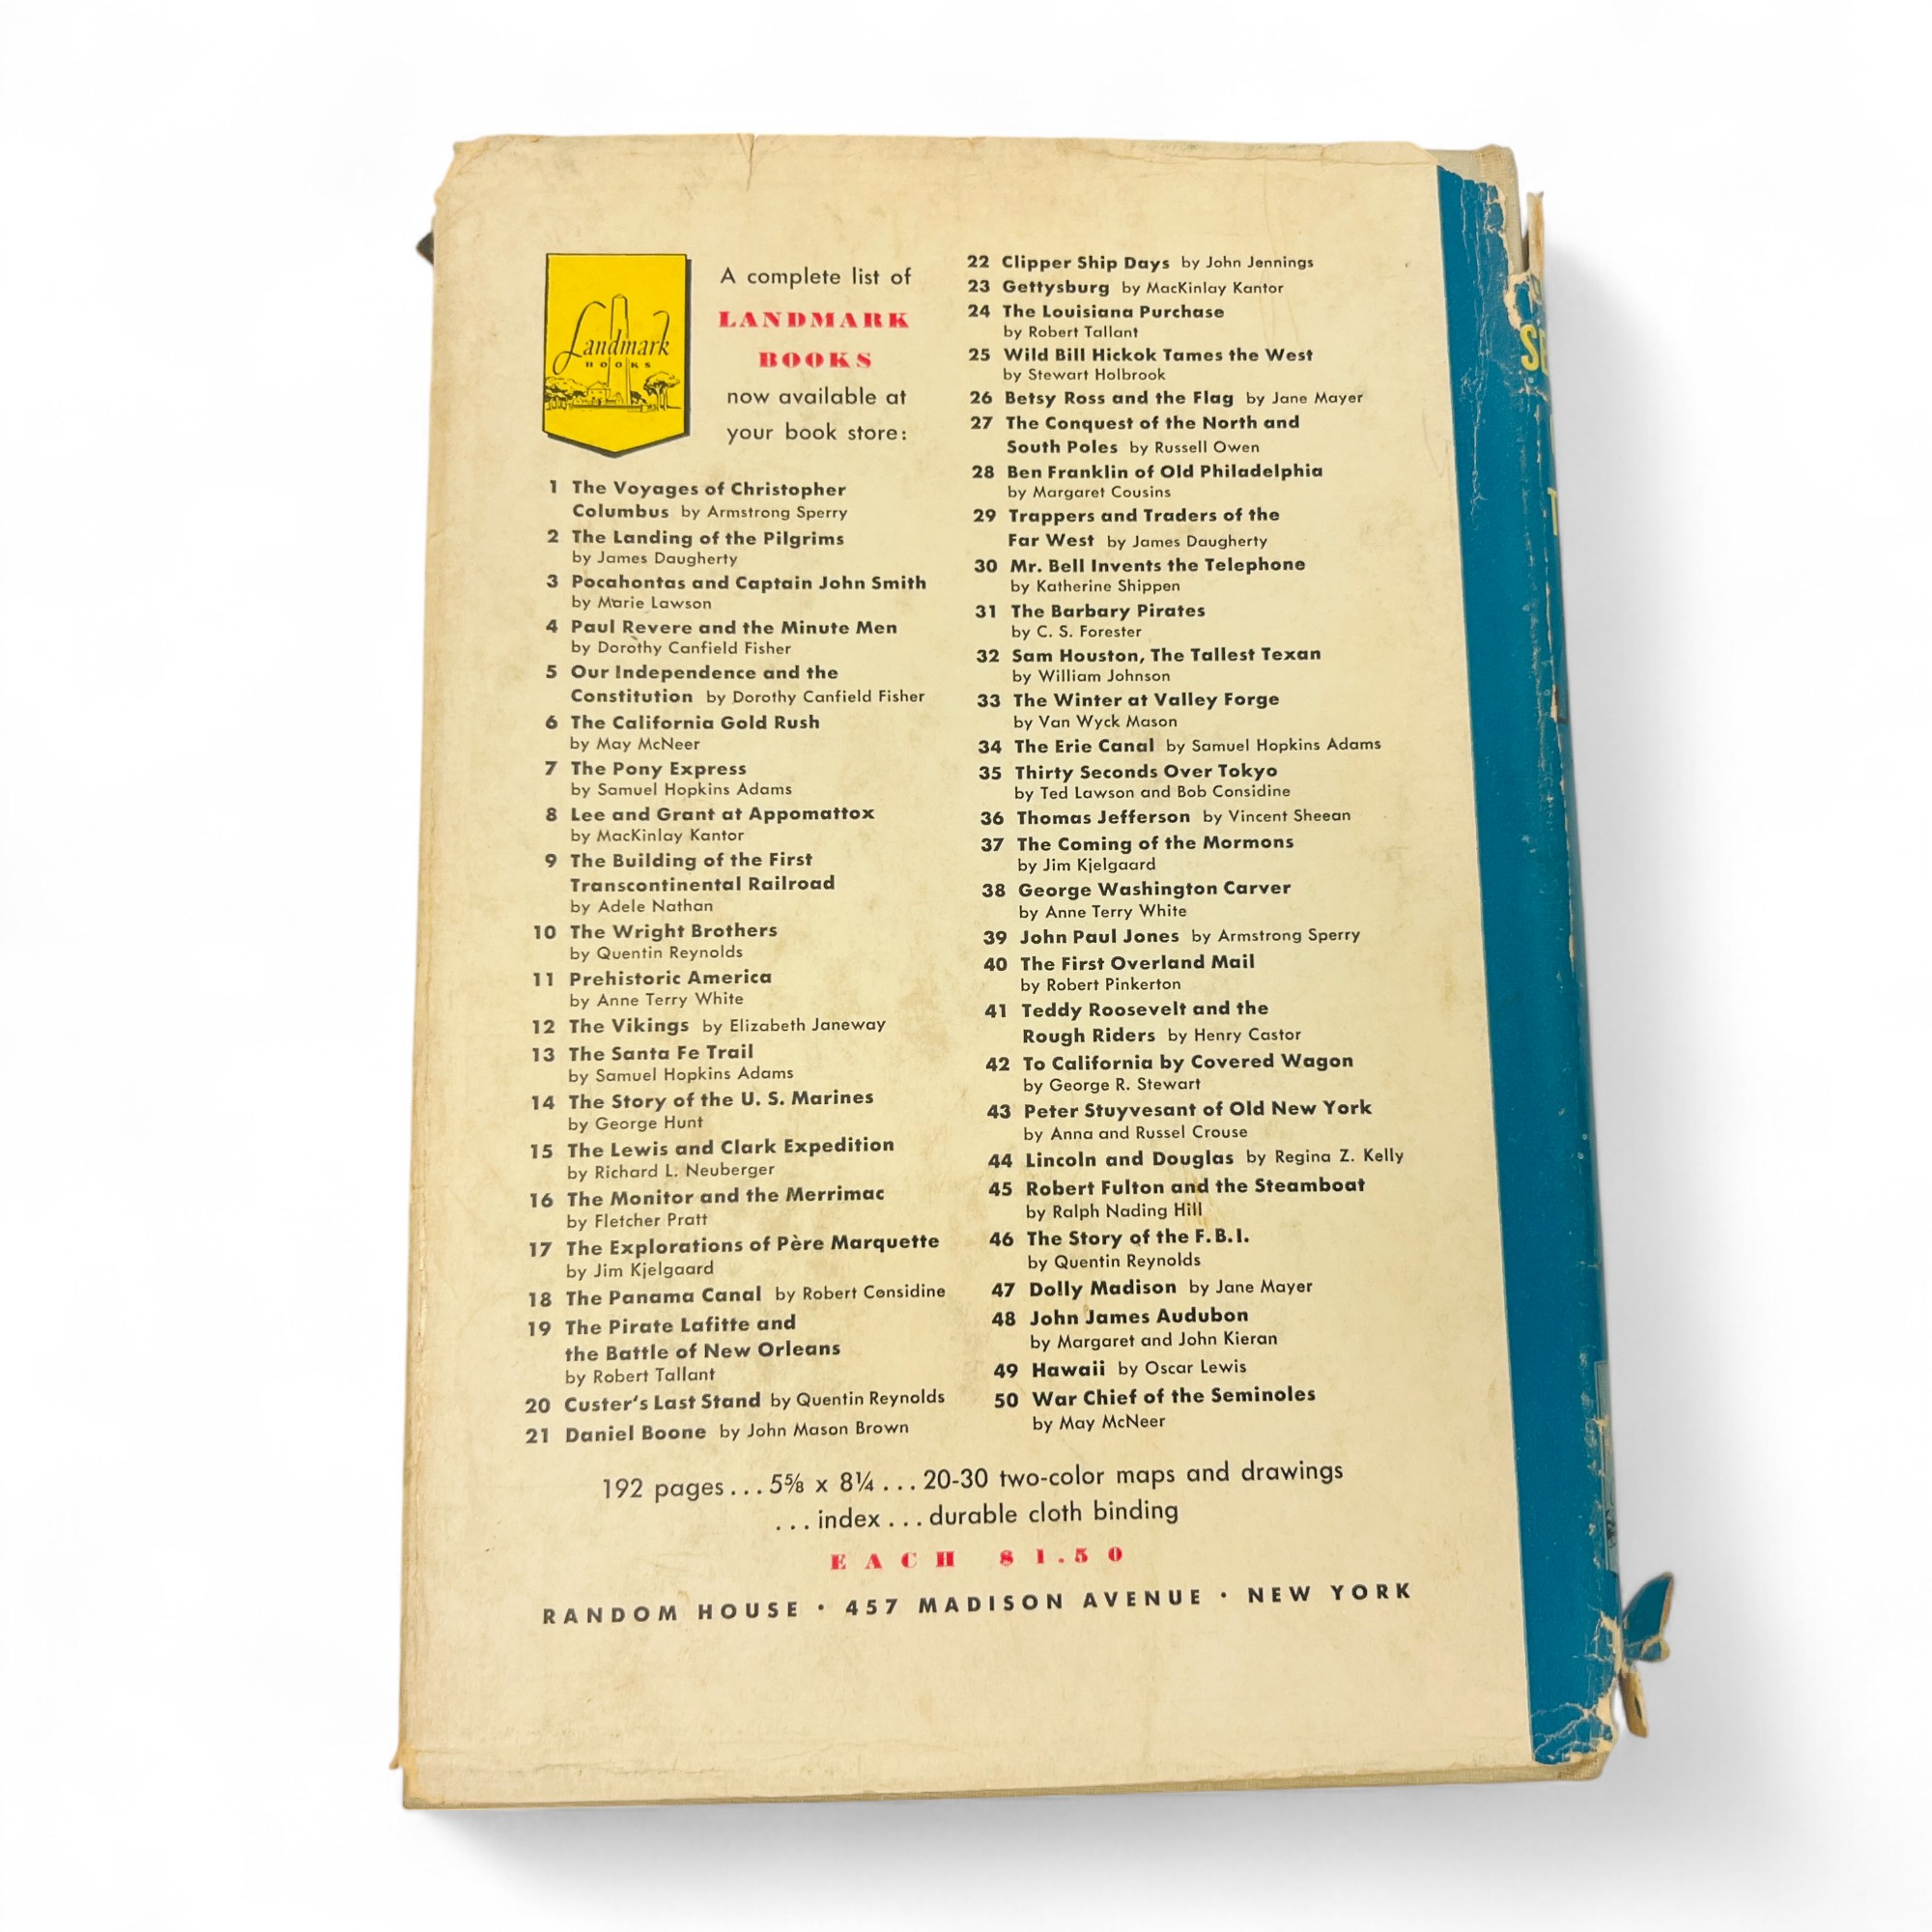 Landmark
BOOKS
A complete list of
LANDMARK
BOOKS
now available at
your book store:
1 The Voyages of Christopher
Columbus by Armstrong Sperry
2 The Landing of the Pilgrims
by James Daugherty
3 Pocahontas and Captain John Smith
by Marie Lawson
4 Paul Revere and the Minute Men
by Dorothy Canfield Fisher
5 Our Independence and the
Constitution by Dorothy Canfield Fisher
6 The California Gold Rush
by May McNeer
7 The Pony Express
by Samuel Hopkins Adams
8 Lee and Grant at Appomattox
by MacKinlay Kantor
9 The Building of the First
Transcontinental Railroad
by Adele Nathan
10 The Wright Brothers
by Quentin Reynolds
11 Prehistoric America
by Anne Terry White
12 The Vikings by Elizabeth Janeway
13 The Santa Fe Trail
by Samuel Hopkins Adams
14 The Story of the U. S. Marines
by George Hunt
15 The Lewis and Clark Expedition
by Richard L. Neuberger
16 The Monitor and the Merrimac
by Fletcher Pratt
17 The Explorations of Père Marquette
by Jim Kjelgaard
18 The Panama Canal by Robert Considine
19 The Pirate Lafitte and
the Battle of New Orleans
by Robert Tallant
20 Custer's Last Stand by Quentin Reynolds
21 Daniel Boone by John Mason Brown
22 Clipper Ship Days by John Jennings
23 Gettysburg by MacKinlay Kantor
24 The Louisiana Purchase
by Robert Tallant
25 Wild Bill Hickok Tames the West
by Stewart Holbrook
26 Betsy Ross and the Flag by Jane Mayer
27 The Conquest of the North and
South Poles by Russell Owen
28 Ben Franklin of Old Philadelphia
by Margaret Cousins
29 Trappers and Traders of the
Far West by James Daugherty
30 Mr. Bell Invents the Telephone
by Katherine Shippen
31 The Barbary Pirates
by C. S. Forester
32 Sam Houston, The Tallest Texan
by William Johnson
33 The Winter at Valley Forge
by Van Wyck Mason
34 The Erie Canal by Samuel Hopkins Adams
35 Thirty Seconds Over Tokyo
by Ted Lawson and Bob Considine
36 Thomas Jefferson by Vincent Sheean
37 The Coming of the Mormons
by Jim Kjelgaard
38 George Washington Carver
by Anne Terry White
39 John Paul Jones by Armstrong Sperry
40 The First Overland Mail
by Robert Pinkerton
41 Teddy Roosevelt and the
Rough Riders by Henry Castor
42 To California by Covered Wagon
by George R. Stewart
43 Peter Stuyvesant of Old New York
by Anna and Russel Crouse
44 Lincoln and Douglas by Regina Z. Kelly
45 Robert Fulton and the Steamboat
by Ralph Nading Hill
46 The Story of the F.B.I.
by Quentin Reynolds
47 Dolly Madison by Jane Mayer
48 John James Audubon
by Margaret and John Kieran
49 Hawaii by Oscar Lewis
50 War Chief of the Seminoles
by May McNeer
192 pages...5⅝ x 8¼...20-30 two-color maps and drawings
...index...durable cloth binding
EACH $1.50
RANDOM HOUSE · 457 MADISON AVENUE · NEW YORK